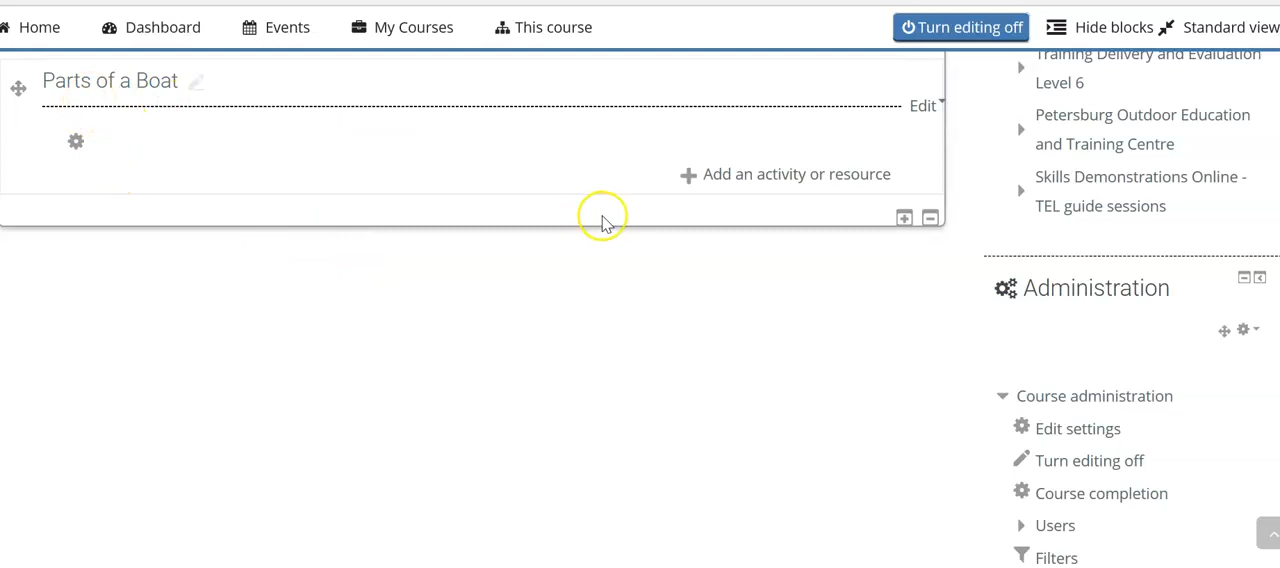 Home Dashboard Events My Courses This course Turn editing off Hide blocks Standard view
Parts of a Boat
Edit
Add an activity or resource
Training Delivery and Evaluation
Level 6
Petersburg Outdoor Education
and Training Centre
Skills Demonstrations Online -
TEL guide sessions
Administration
Course administration
Edit settings
Turn editing off
Course completion
Users
Filters